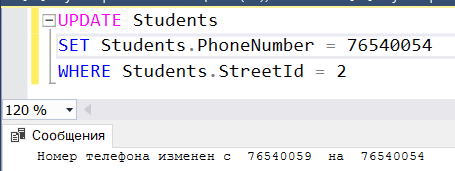 UPDATE Students
SET Students.PhoneNumber = 76540054
WHERE Students.StreetId = 2
120 %
Сообщения
Номер телефона изменен с 76540059 на 76540054